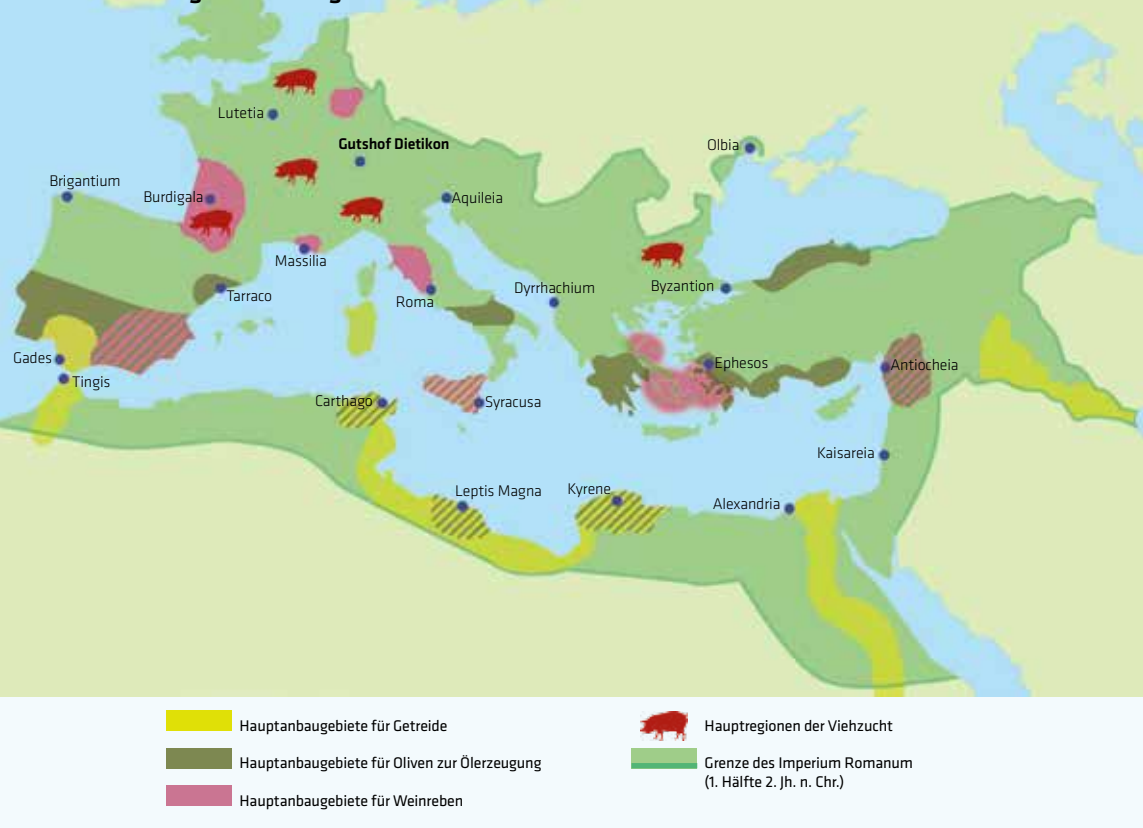 Lutetia
Gutshof Dietikon
Olbia
Brigantium
Burdigala
Aquileia
Massilia
Tarraco
Roma
Dyrrhachium
Byzantion
Gades
Tingis
Ephesos
Antiocheia
Carthago
Syracusa
Kaisareia
Leptis Magna
Kyrene
Alexandria
Hauptanbaugebiete für Getreide
Hauptanbaugebiete für Oliven zur Ölerzeugung
Hauptanbaugebiete für Weinreben
Hauptregionen der Viehzucht
Grenze des Imperium Romanum
(1. Hälfte 2. Jh. n. Chr.)